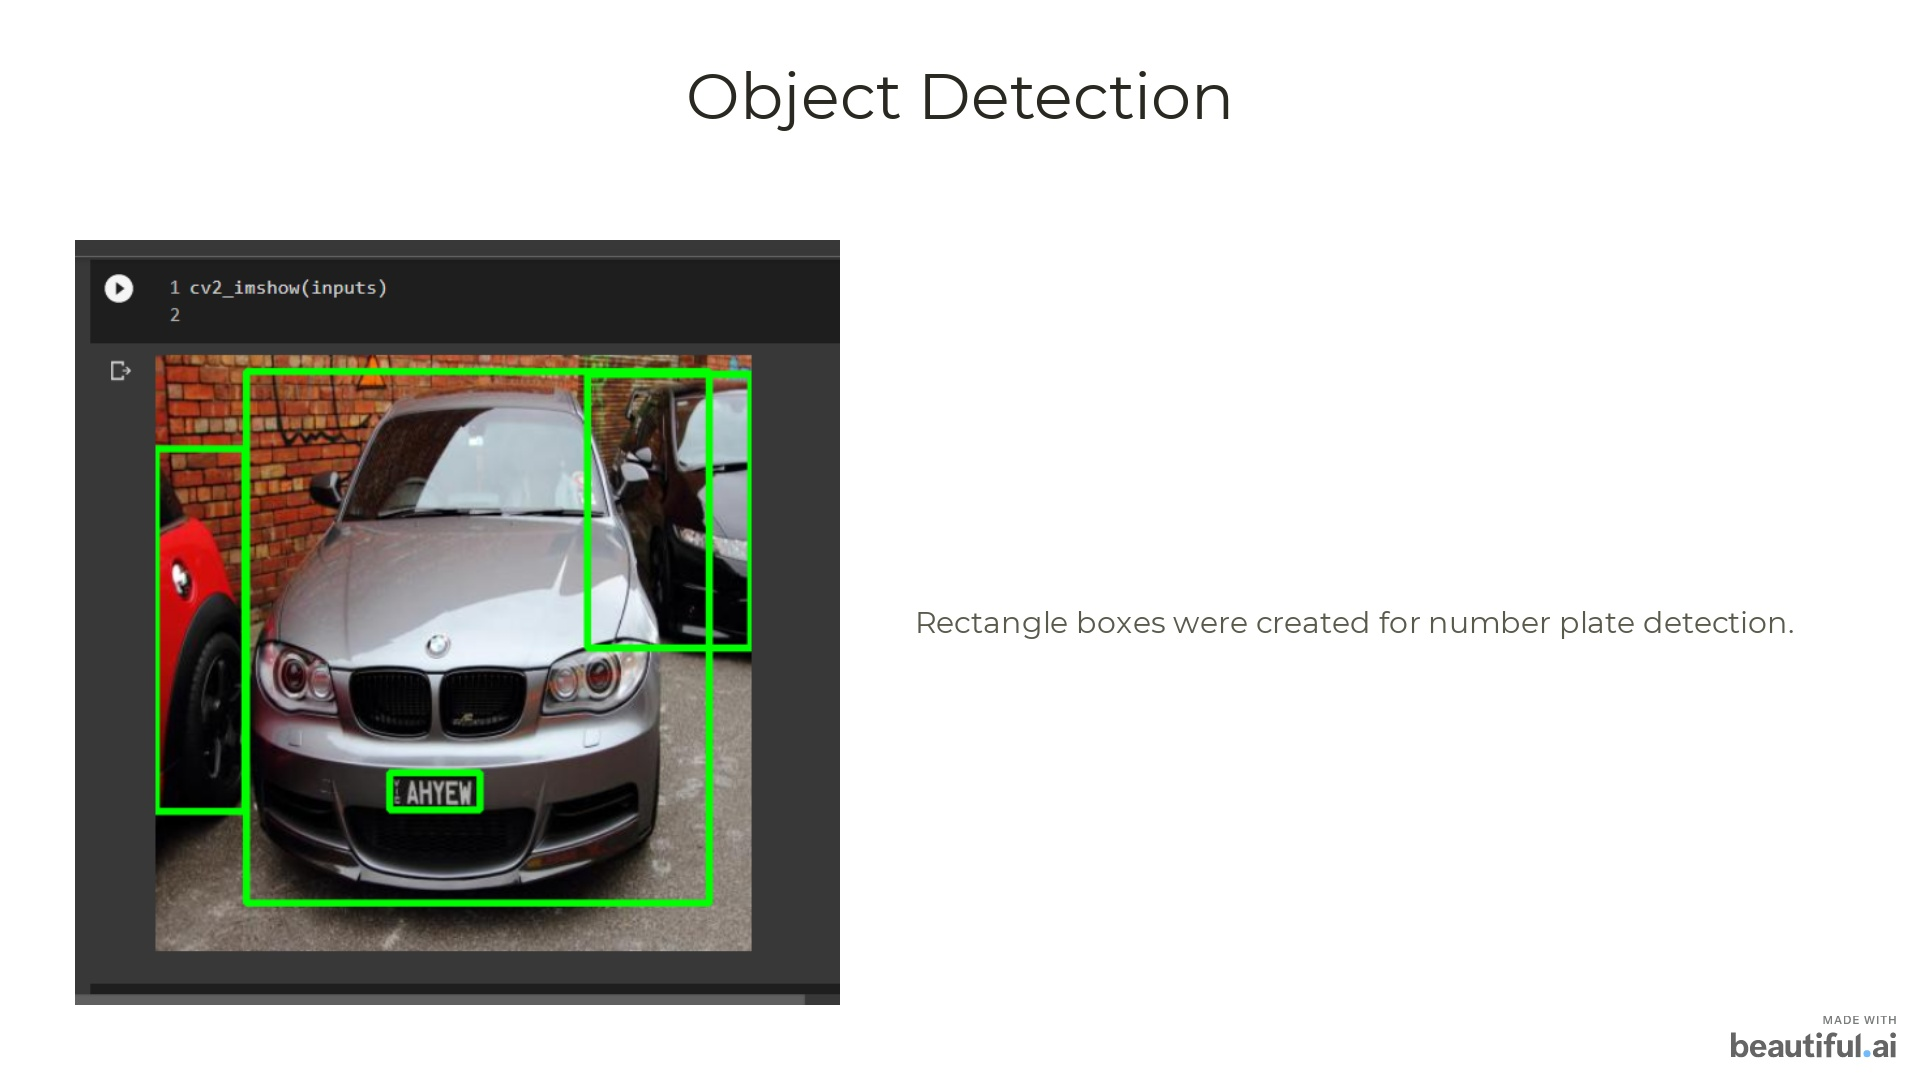 Object Detection
1 cv2_imshow(inputs)
2
VIC AHYEW
Rectangle boxes were created for number plate detection.
MADE WITH
beautiful.ai